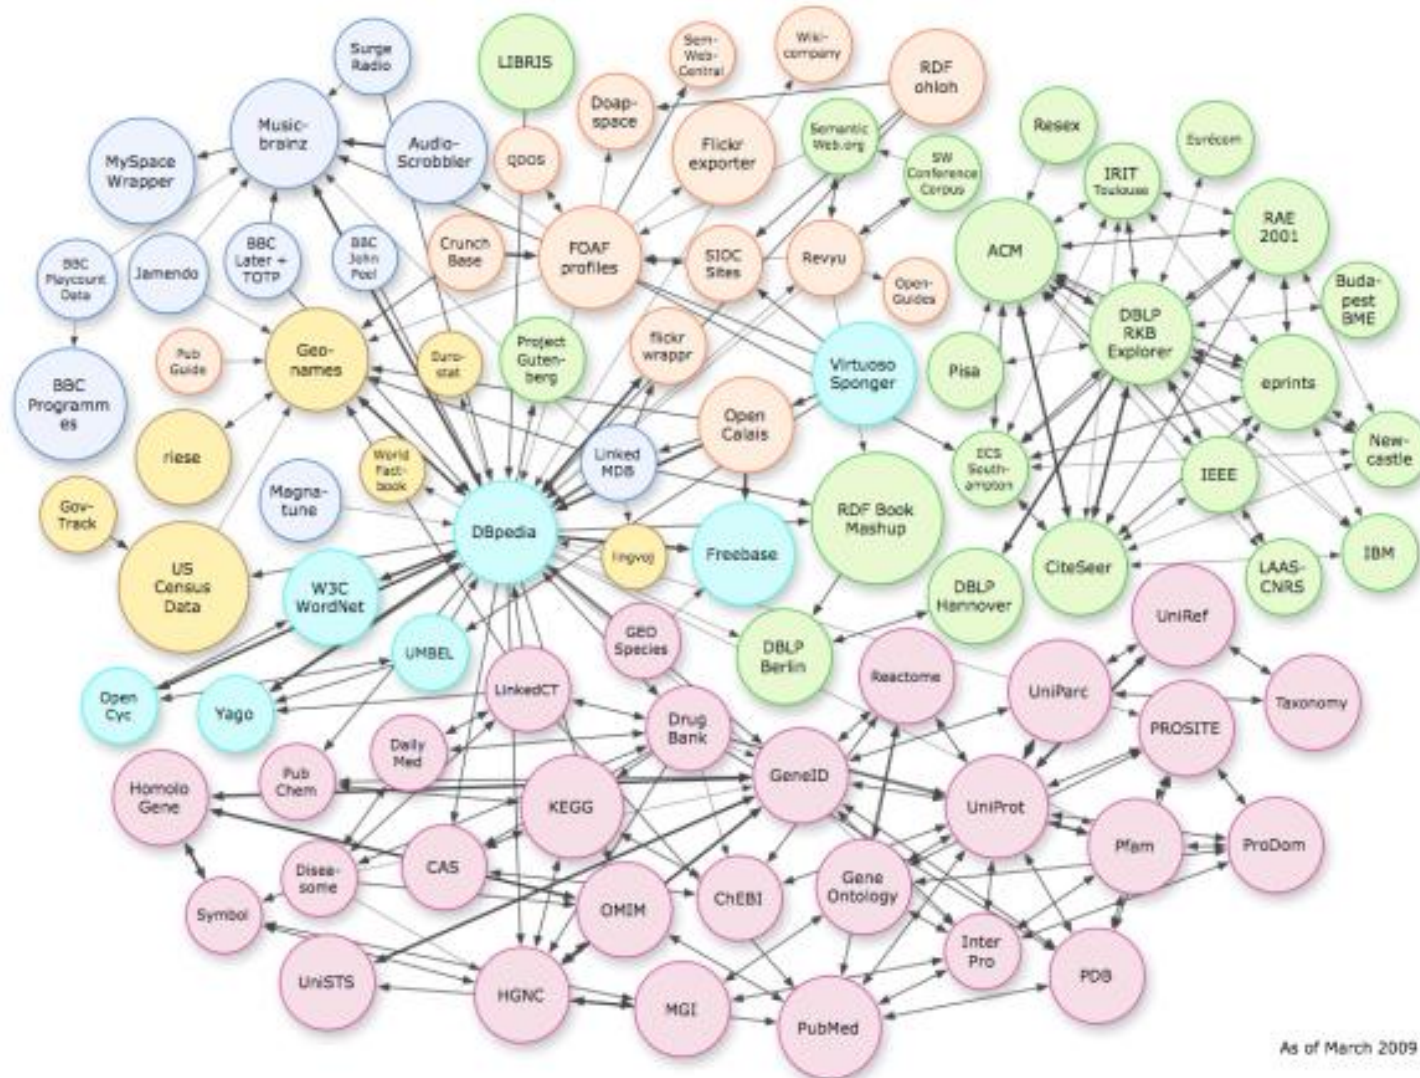 Surge
Radio
LIBRIS
Sem-
Web-
Central
Wiki-
company
RDF
ohloh
Doap-
space
Music-
brainz
MySpace
Wrapper
Audio-
Scrobbler
QDOS
Flickr
exporter
Semantic
Web.org
SW
Conference
Corpus
Resex
Eurécom
IRIT
Toulouse
RAE
2001
ACM
BBC
Playcount
Data
Jamendo
BBC
Later +
TOTP
BBC
John
Peel
Crunch
Base
FOAF
profiles
SIOC
Sites
Revyu
Open-
Guides
Buda-
pest
BME
DBLP
RKB
Explorer
Pub
Guide
Geo-
names
Euro-
stat
Project
Guten-
berg
flickr
wrappr
Virtuoso
Sponger
Pisa
eprints
BBC
Programm
es
riese
World
Fact-
book
Linked
MDB
Open
Calais
ECS
South-
ampton
IEEE
New-
castle
Gov-
Track
Magna-
tune
DBpedia
RDF Book
Mashup
lingvoj
Freebase
US
Census
Data
W3C
WordNet
DBLP
Hannover
CiteSeer
LAAS-
CNRS
IBM
UniRef
UMBEL
GEO
Species
DBLP
Berlin
Reactome
UniParc
Taxonomy
Open
Cyc
Yago
LinkedCT
Drug
Bank
PROSITE
Daily
Med
Pub
Chem
Homolo
Gene
KEGG
GeneID
UniProt
Pfam
ProDom
CAS
Disea-
some
Symbol
OMIM
ChEBI
Gene
Ontology
Inter
Pro
UniSTS
HGNC
MGI
PubMed
PDB
As of March 2009